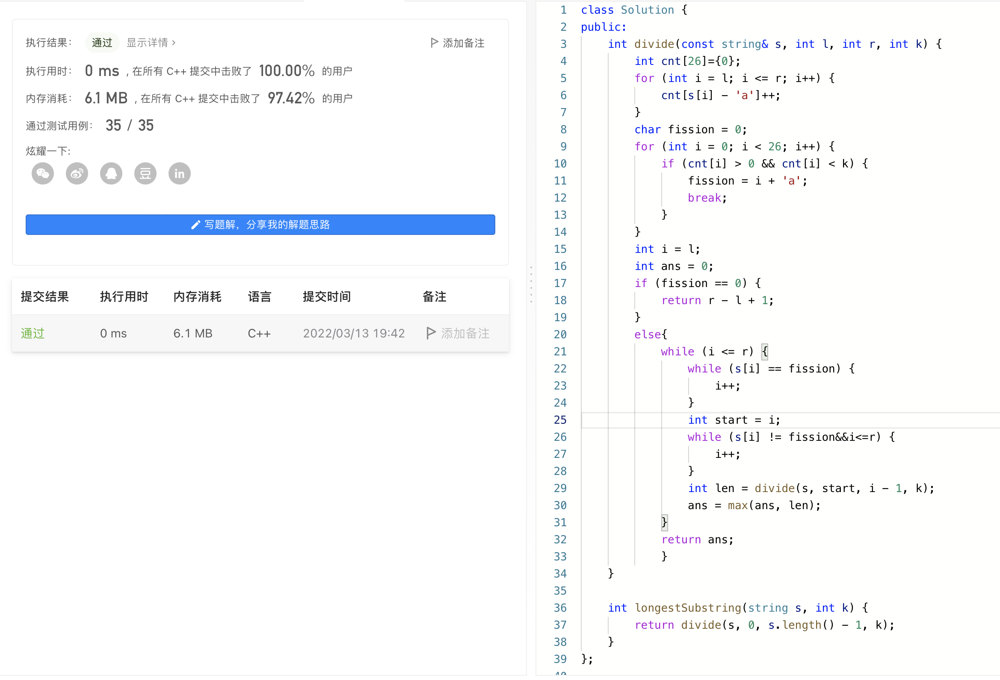 执行结果： 通过 显示详情 › 添加备注
执行用时： 0 ms , 在所有 C++ 提交中击败了 100.00% 的用户
内存消耗： 6.1 MB , 在所有 C++ 提交中击败了 97.42% 的用户
通过测试用例： 35 / 35
炫耀一下:
in
写题解，分享我的解题思路
提交结果 执行用时 内存消耗 语言 提交时间 备注
通过 0 ms 6.1 MB C++ 2022/03/13 19:42 添加备注
1 class Solution {
2 public:
3     int divide(const string& s, int l, int r, int k) {
4         int cnt[26]={0};
5         for (int i = l; i <= r; i++) {
6             cnt[s[i] - 'a']++;
7         }
8         char fission = 0;
9         for (int i = 0; i < 26; i++) {
10             if (cnt[i] > 0 && cnt[i] < k) {
11                 fission = i + 'a';
12                 break;
13             }
14         }
15         int i = l;
16         int ans = 0;
17         if (fission == 0) {
18             return r - l + 1;
19         }
20         else{
21             while (i <= r) {
22                 while (s[i] == fission) {
23                     i++;
24                 }
25                 int start = i;
26                 while (s[i] != fission&&i<=r) {
27                     i++;
28                 }
29                 int len = divide(s, start, i - 1, k);
30                 ans = max(ans, len);
31             }
32             return ans;
33             }
34     }
35
36     int longestSubstring(string s, int k) {
37         return divide(s, 0, s.length() - 1, k);
38     }
39 };
40